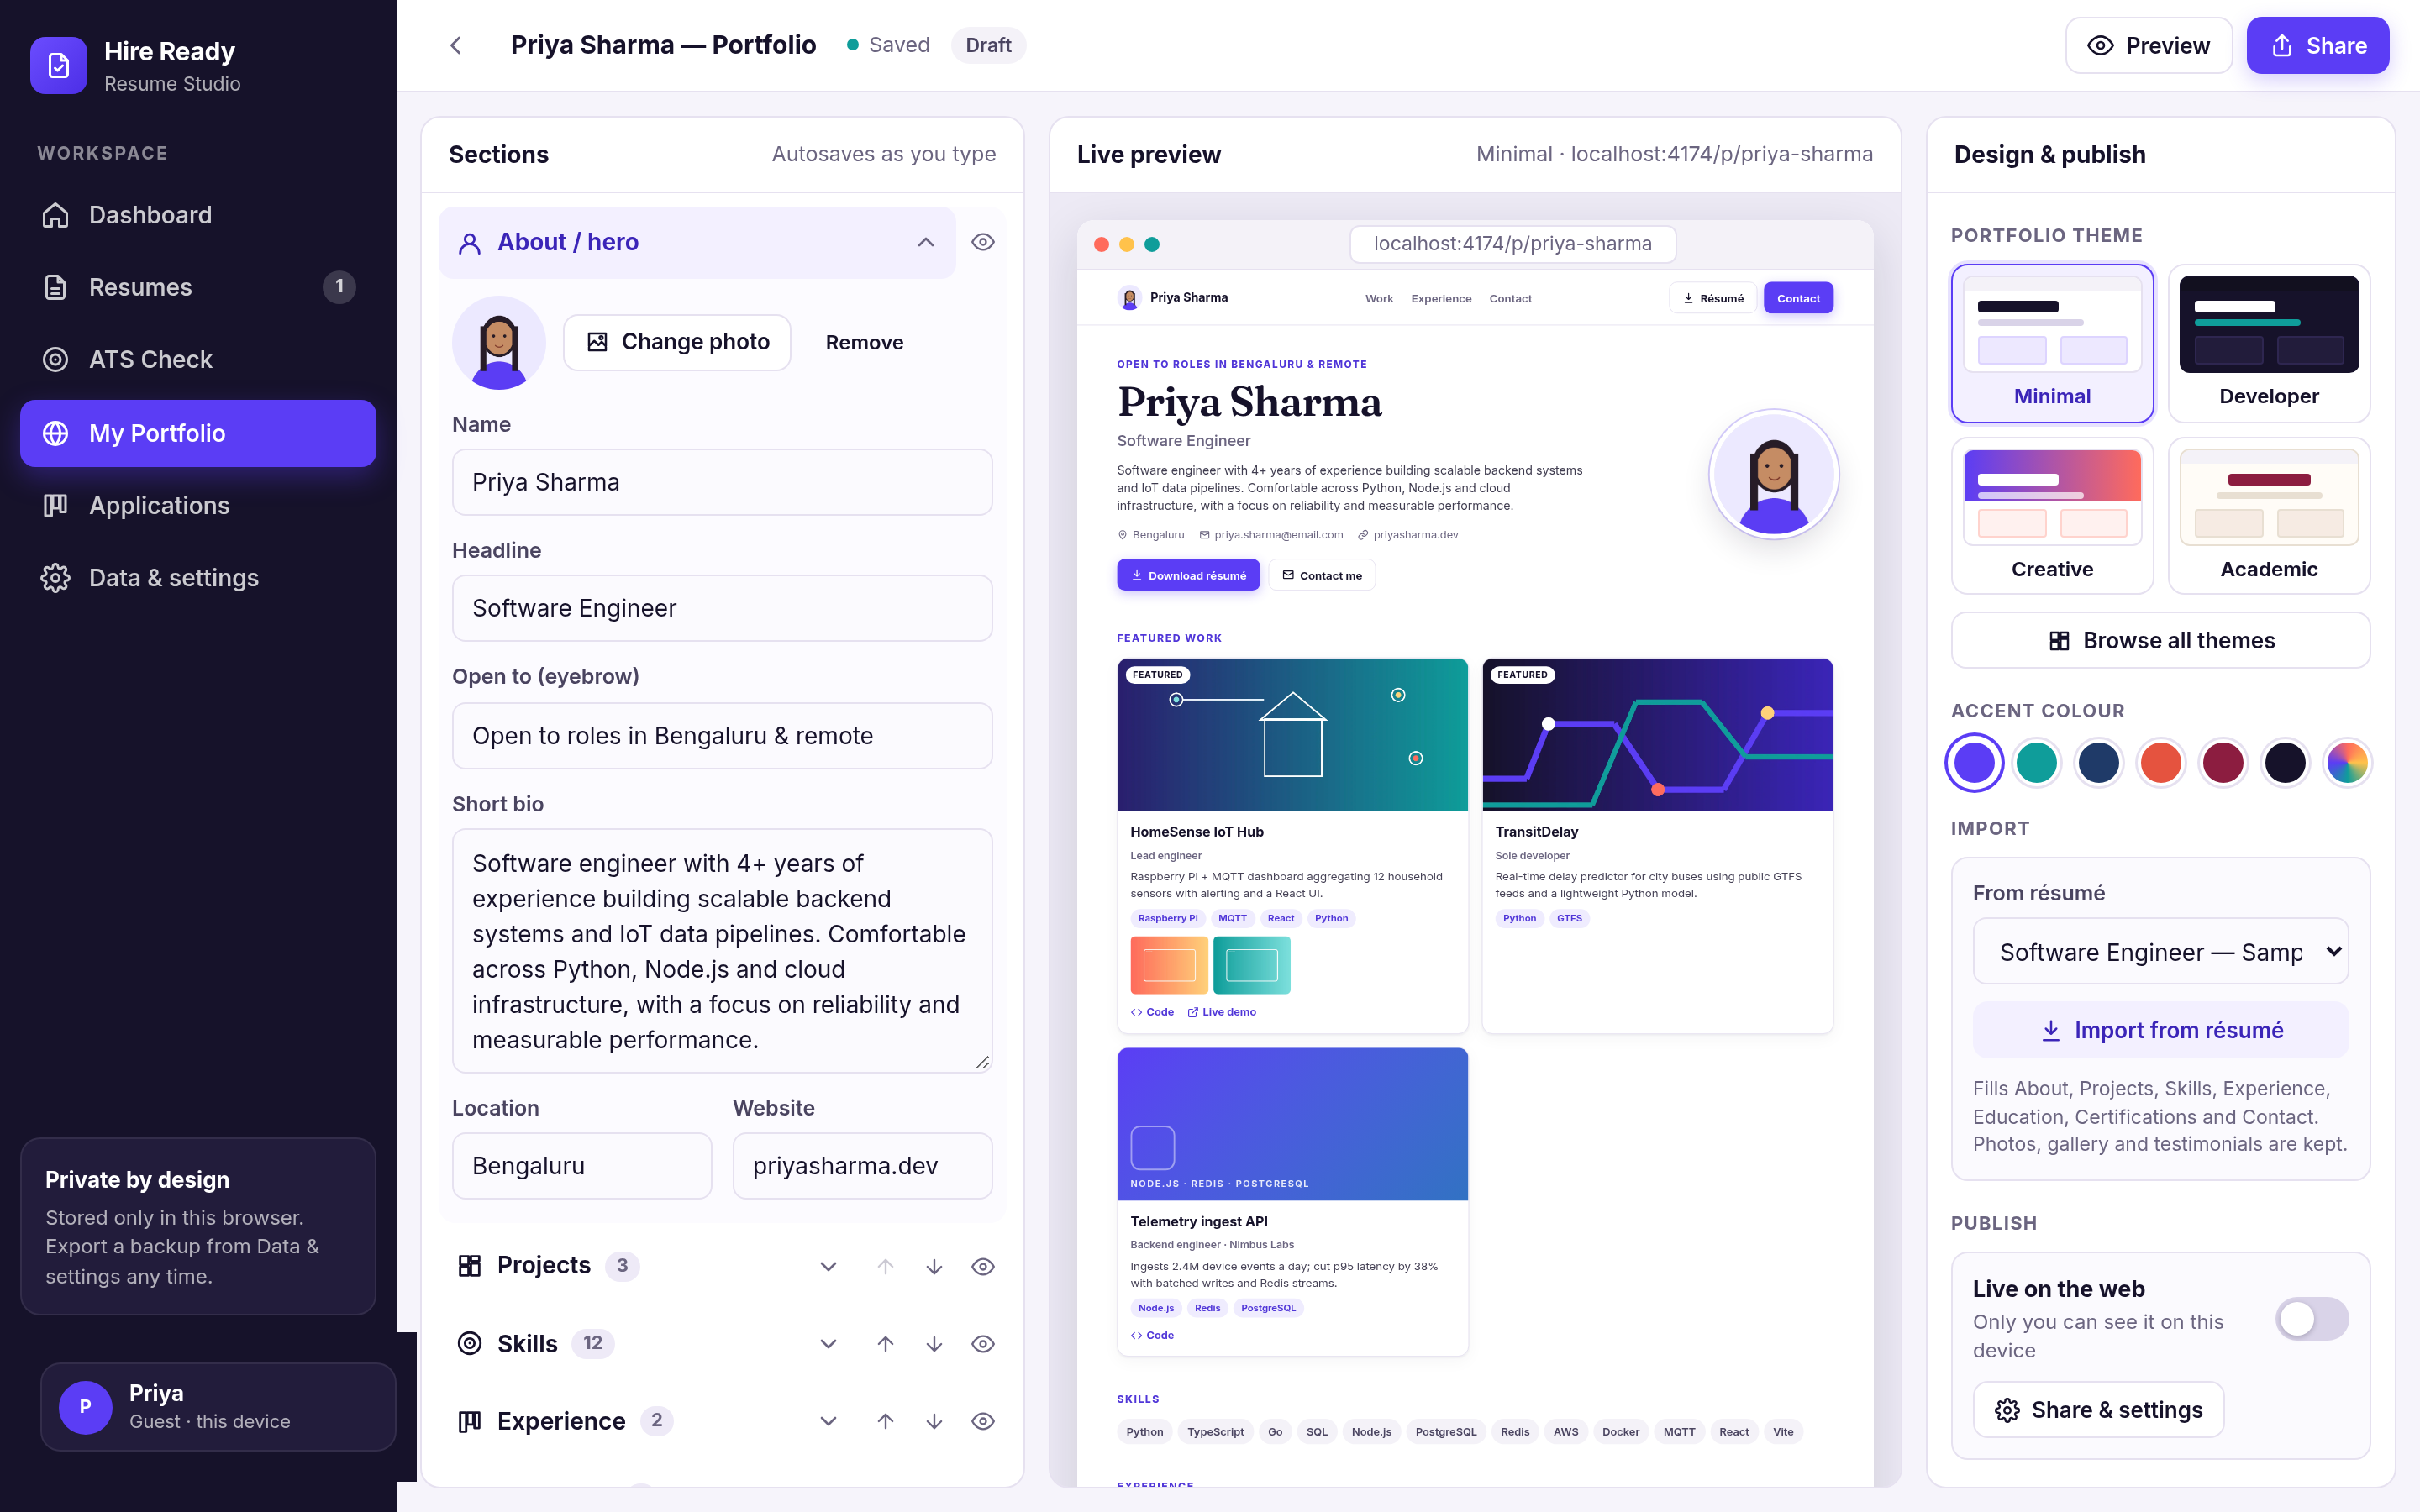 Hire Ready
Resume Studio
WORKSPACE
Dashboard
Resumes
1
ATS Check
My Portfolio
Applications
Data & settings
Private by design
Stored only in this browser.
Export a backup from Data &
settings any time.
P
Priya
Guest · this device
Priya Sharma — Portfolio
Saved
Draft
Preview
Share
Sections
Autosaves as you type
About / hero
Change photo
Remove
Name
Priya Sharma
Headline
Software Engineer
Open to (eyebrow)
Open to roles in Bengaluru & remote
Short bio
Software engineer with 4+ years of
experience building scalable backend
systems and IoT data pipelines. Comfortable
across Python, Node.js and cloud
infrastructure, with a focus on reliability and
measurable performance.
Location
Website
Bengaluru
priyasharma.dev
Projects
3
Skills
12
Experience
2
Live preview
Minimal · localhost:4174/p/priya-sharma
localhost:4174/p/priya-sharma
Priya Sharma
Work
Experience
Contact
Résumé
Contact
OPEN TO ROLES IN BENGALURU & REMOTE
Priya Sharma
Software Engineer
Software engineer with 4+ years of experience building scalable backend systems
and IoT data pipelines. Comfortable across Python, Node.js and cloud
infrastructure, with a focus on reliability and measurable performance.
Bengaluru
priya.sharma@email.com
priyasharma.dev
Download résumé
Contact me
FEATURED WORK
FEATURED
HomeSense IoT Hub
Lead engineer
Raspberry Pi + MQTT dashboard aggregating 12 household
sensors with alerting and a React UI.
Raspberry Pi
MQTT
React
Python
Code
Live demo
FEATURED
TransitDelay
Sole developer
Real-time delay predictor for city buses using public GTFS
feeds and a lightweight Python model.
Python
GTFS
NODE.JS · REDIS · POSTGRESQL
Telemetry ingest API
Backend engineer · Nimbus Labs
Ingests 2.4M device events a day; cut p95 latency by 38%
with batched writes and Redis streams.
Node.js
Redis
PostgreSQL
Code
SKILLS
Python
TypeScript
Go
SQL
Node.js
PostgreSQL
Redis
AWS
Docker
MQTT
React
Vite
EXPERIENCE
Design & publish
PORTFOLIO THEME
Minimal
Developer
Creative
Academic
Browse all themes
ACCENT COLOUR
IMPORT
From résumé
Software Engineer — Samp
Import from résumé
Fills About, Projects, Skills, Experience,
Education, Certifications and Contact.
Photos, gallery and testimonials are kept.
PUBLISH
Live on the web
Only you can see it on this
device
Share & settings